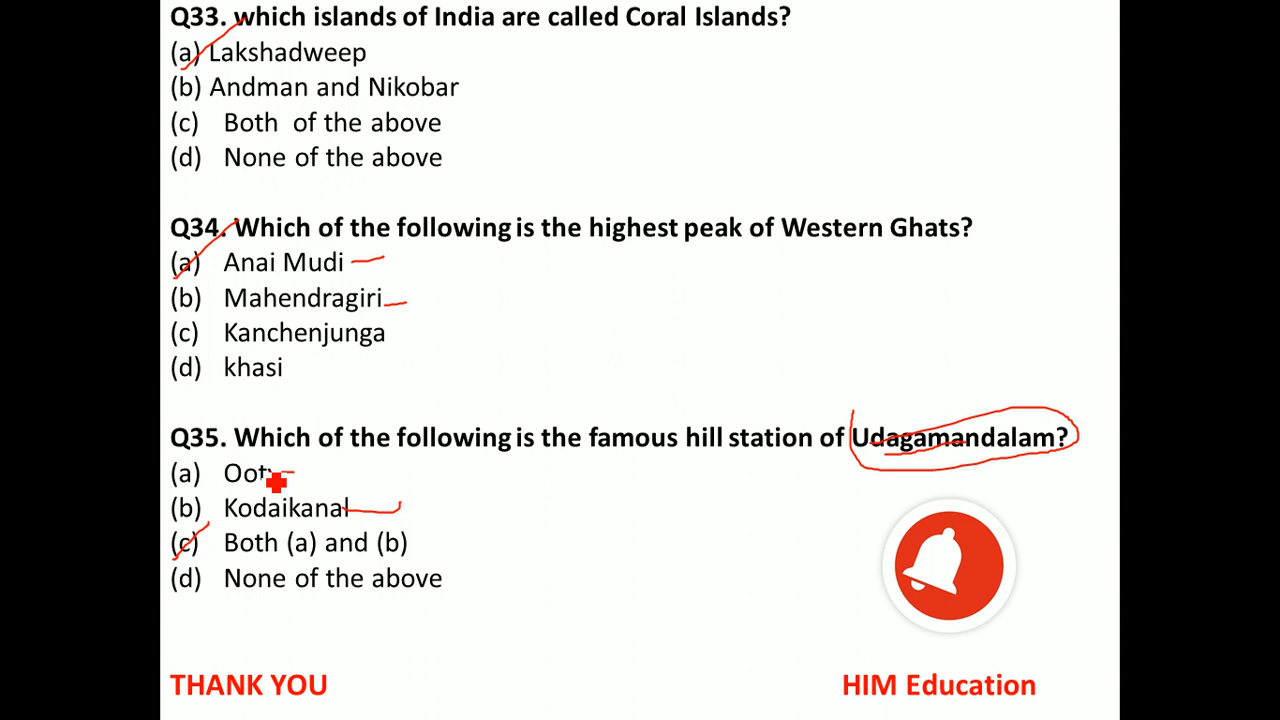 Q33. which islands of India are called Coral Islands?
(a) Lakshadweep
(b) Andman and Nikobar
(c) Both of the above
(d) None of the above
Q34. Which of the following is the highest peak of Western Ghats?
(a) Anai Mudi
(b) Mahendragiri
(c) Kanchenjunga
(d) khasi
Q35. Which of the following is the famous hill station of Udagamandalam?
(a) Ooty
(b) Kodaikanal
(c) Both (a) and (b)
(d) None of the above
THANK YOU
HIM Education